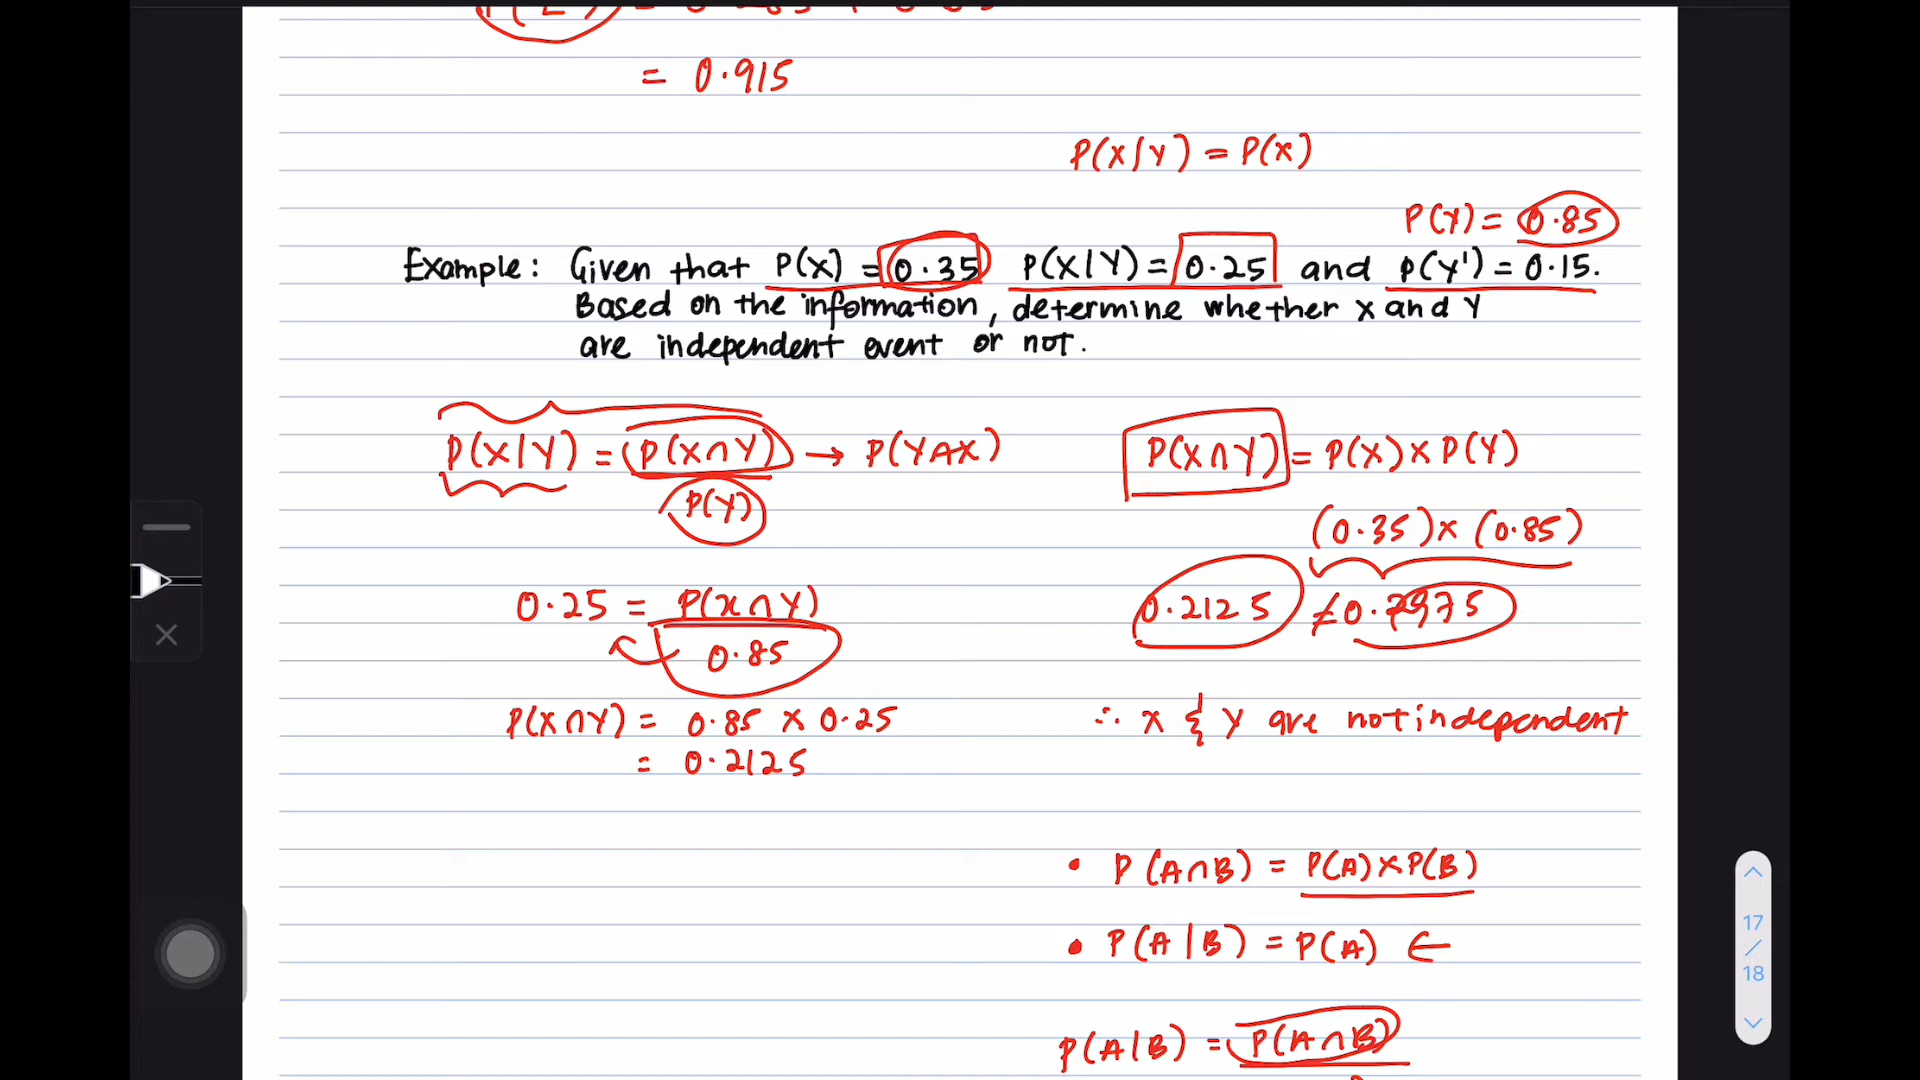 = 0.915
P(X|Y) = P(X)
P(Y) = 0.85
Example: Given that P(X) = 0.35 P(X|Y) = 0.25 and P(Y') = 0.15.
Based on the information, determine whether X and Y
are independent event or not.
P(X|Y) = P(X∩Y) → P(Y∩X)
P(Y)
P(X∩Y) = P(X) × P(Y)
(0.35) × (0.85)
0.25 = P(X∩Y)
0.85
0.2125 ≠ 0.2975
P(X∩Y) = 0.85 × 0.25
= 0.2125
∴ X & Y are not independent
• P(A∩B) = P(A) × P(B)
• P(A|B) = P(A) ←
P(A|B) = P(A∩B)
17
/
18